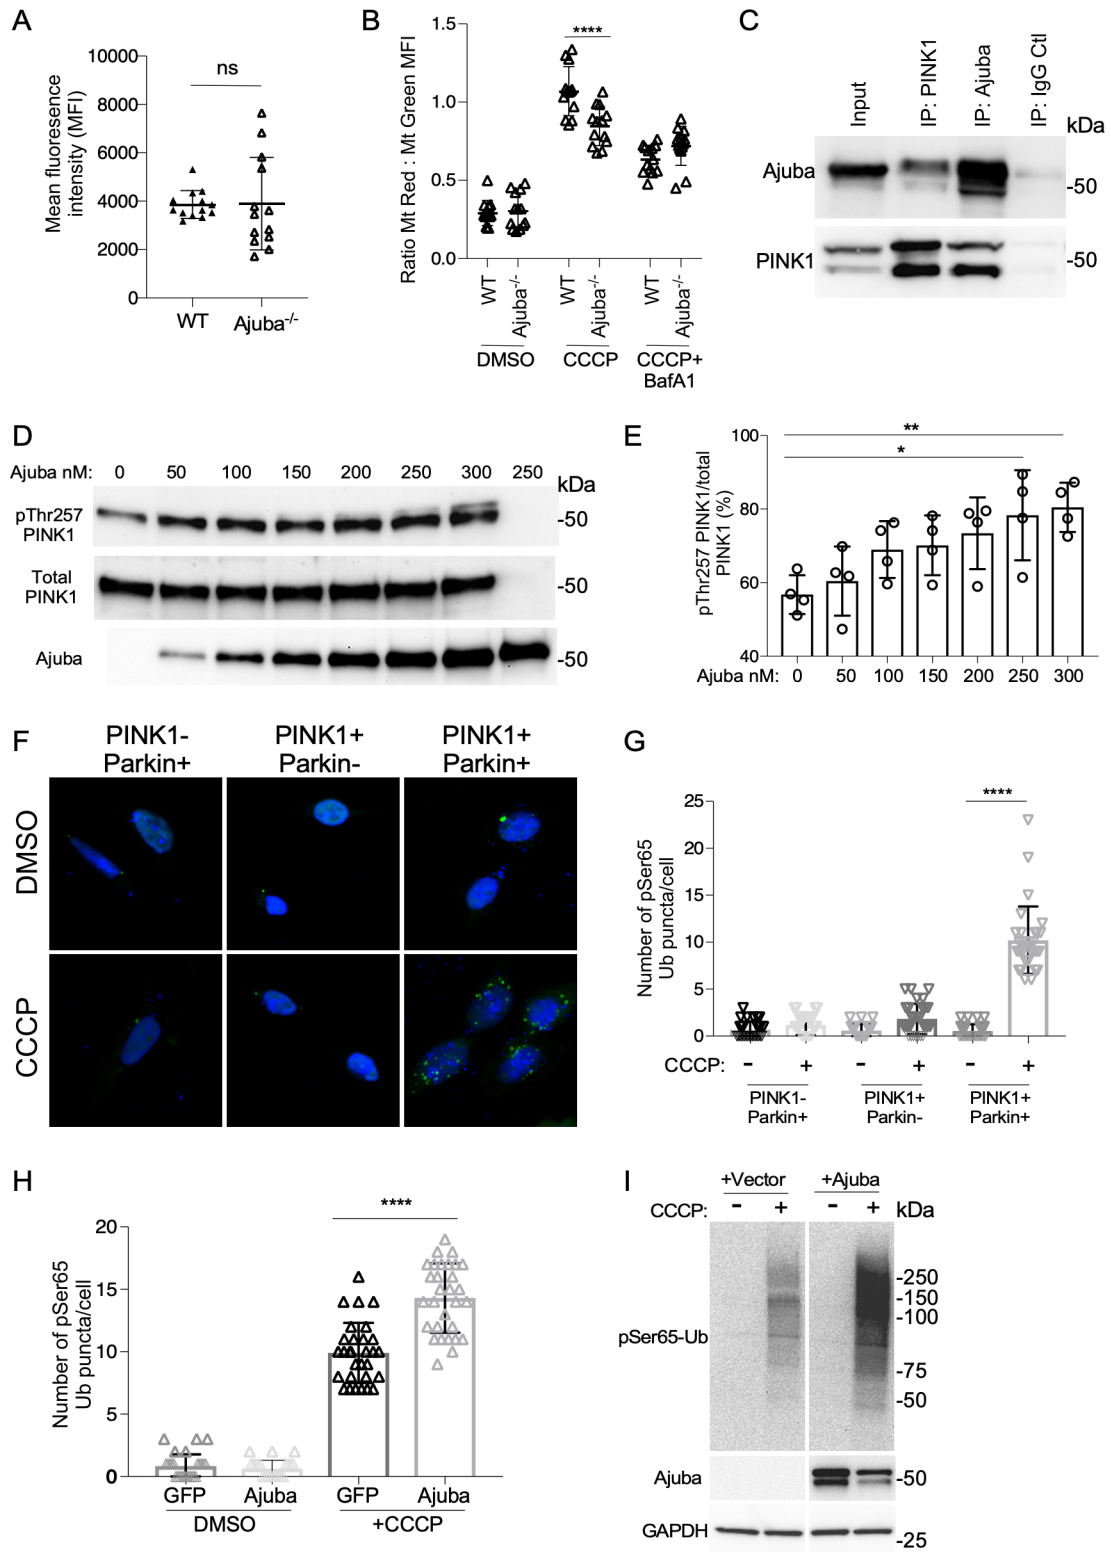 A
Mean fluoresence
intensity (MFI)
10000
8000
6000
4000
2000
0
ns
WT
Ajuba-/-
B
Ratio Mt Red : Mt Green MFI
1.5
1.0
0.5
0.0
****
WT
Ajuba-/-
WT
Ajuba-/-
WT
Ajuba-/-
DMSO
CCCP
CCCP+
BafA1
C
Input
IP: PINK1
IP: Ajuba
IP: IgG Ctl
kDa
Ajuba
-50
PINK1
-50
D
Ajuba nM: 0 50 100 150 200 250 300 250
kDa
pThr257
PINK1
-50
Total
PINK1
-50
Ajuba
-50
E
pThr257 PINK1/total
PINK1 (%)
100
80
60
40
**
*
Ajuba nM: 0 50 100 150 200 250 300
F
PINK1-
Parkin+
PINK1+
Parkin-
PINK1+
Parkin+
DMSO
CCCP
G
Number of pSer65
Ub puncta/cell
25
20
15
10
5
0
****
CCCP: - + - + - +
PINK1-
Parkin+
PINK1+
Parkin-
PINK1+
Parkin+
H
Number of pSer65
Ub puncta/cell
20
15
10
5
0
****
GFP Ajuba GFP Ajuba
DMSO +CCCP
I
+Vector +Ajuba
CCCP: - + - + kDa
pSer65-Ub
-250
-150
-100
-75
-50
Ajuba
-50
GAPDH
-25